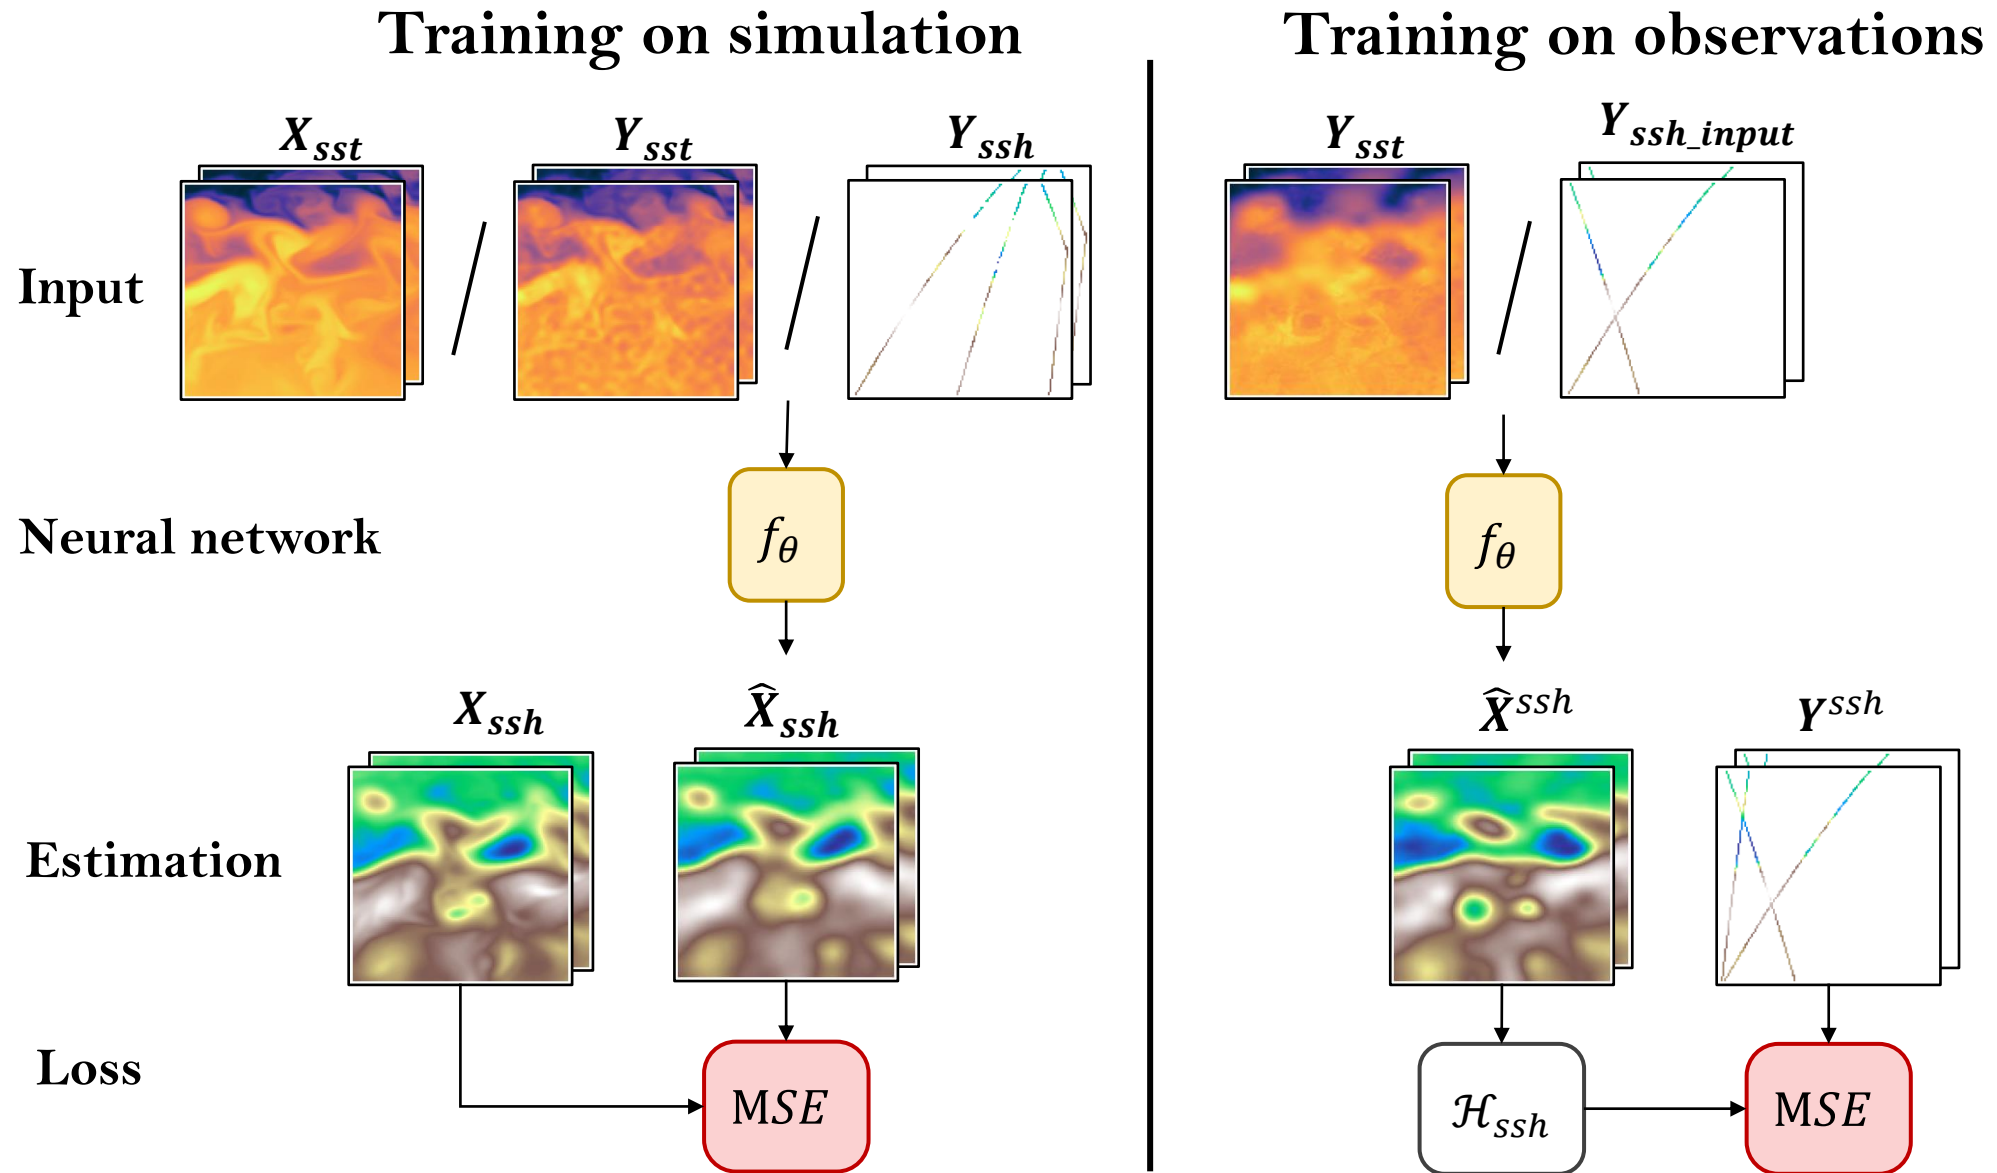 Training on simulation
Training on observations
X_sst
Y_sst
Y_ssh
Y_sst
Y_ssh_input
Input
/
/
/
Neural network
f_θ
f_θ
X_ssh
X̂_ssh
X̂^ssh
Y^ssh
Estimation
Loss
MSE
ℋ_ssh
MSE